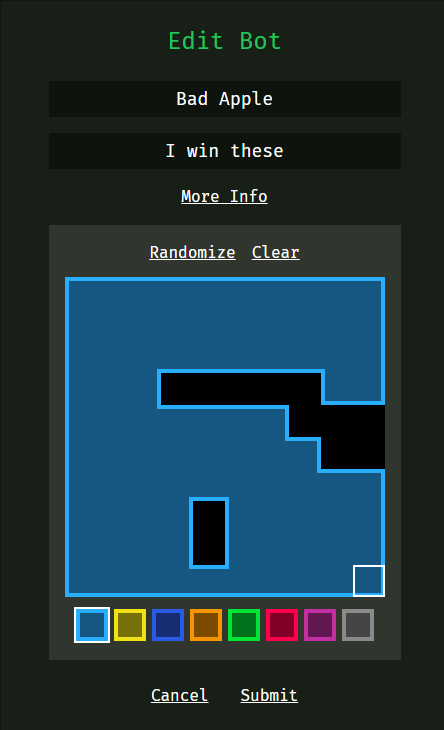 Edit Bot
Bad Apple
I win these
More Info
Randomize Clear
Cancel Submit